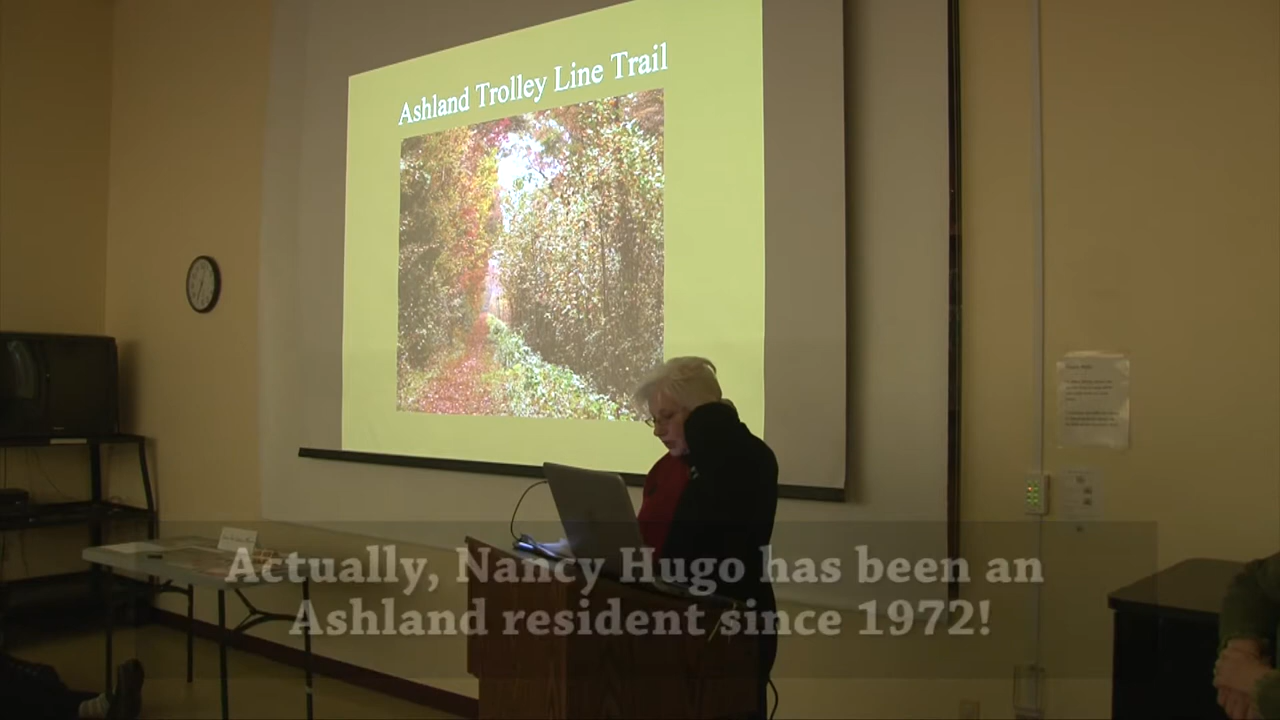 Ashland Trolley Line Trail
Actually, Nancy Hugo has been an
Ashland resident since 1972!